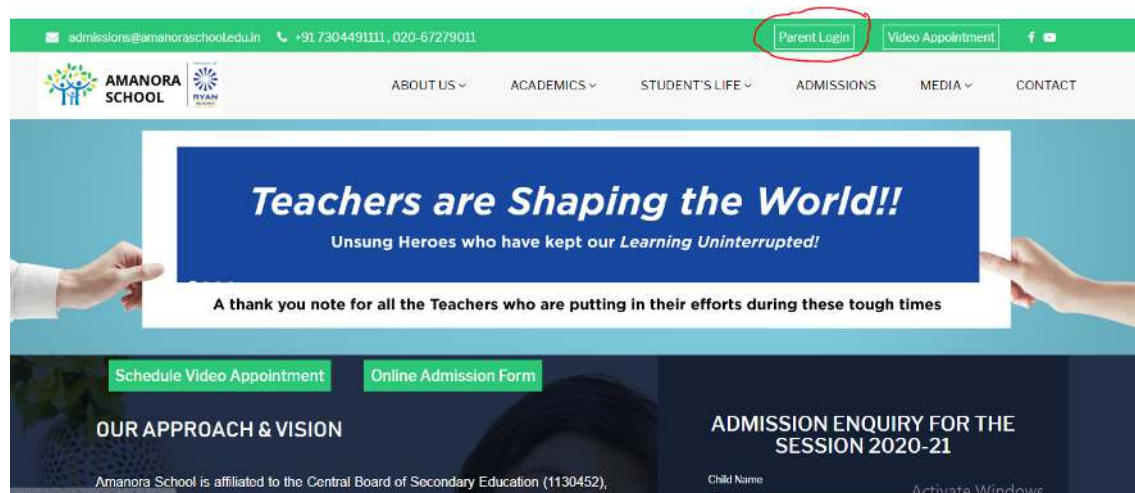 admissions@amanoraschool.edu.in +91 7304491111, 020-67279011 Parent Login Video Appointment
AMANORA SCHOOL RYAN ABOUT US ACADEMICS STUDENT'S LIFE ADMISSIONS MEDIA CONTACT
Teachers are Shaping the World!!
Unsung Heroes who have kept our Learning Uninterrupted!
A thank you note for all the Teachers who are putting in their efforts during these tough times
Schedule Video Appointment Online Admission Form
OUR APPROACH & VISION
ADMISSION ENQUIRY FOR THE
SESSION 2020-21
Amanora School is affiliated to the Central Board of Secondary Education (1130452),
Child Name
Activate Windows